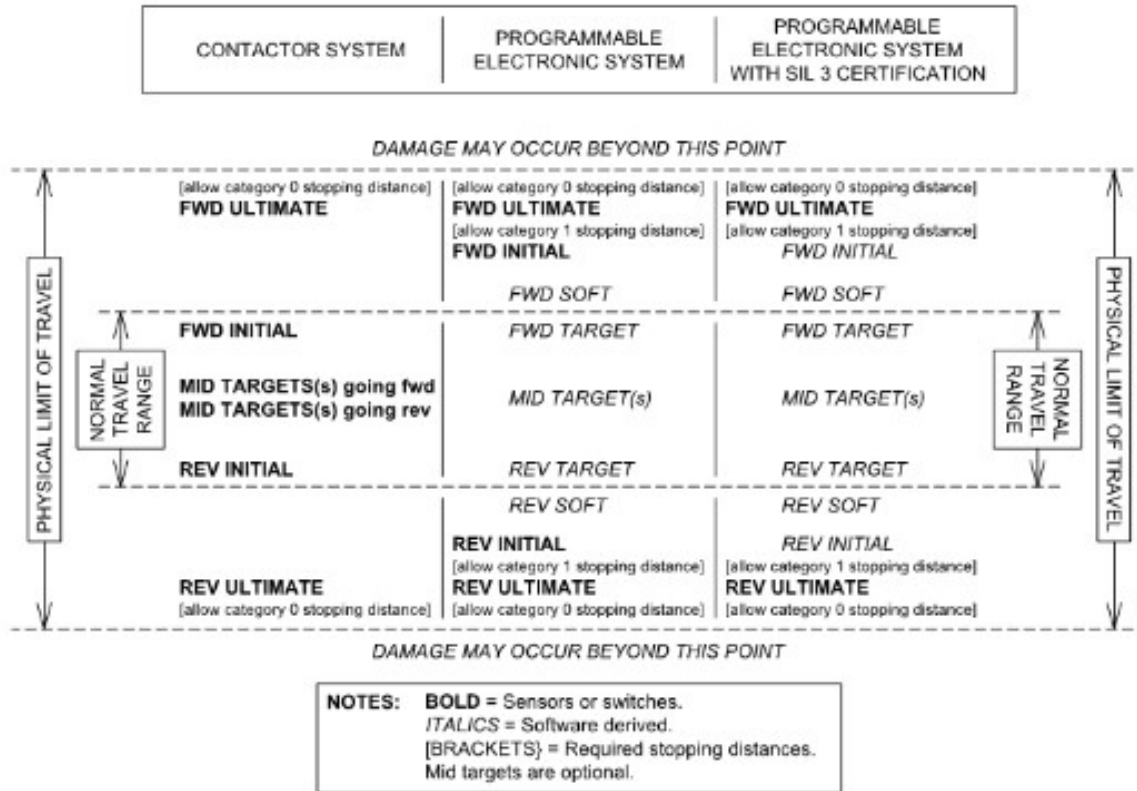 CONTACTOR SYSTEM
PROGRAMMABLE
ELECTRONIC SYSTEM
PROGRAMMABLE
ELECTRONIC SYSTEM
WITH SIL 3 CERTIFICATION
DAMAGE MAY OCCUR BEYOND THIS POINT
PHYSICAL LIMIT OF TRAVEL
NORMAL
TRAVEL
RANGE
[allow category 0 stopping distance]
FWD ULTIMATE
FWD INITIAL
MID TARGETS(s) going fwd
MID TARGETS(s) going rev
REV INITIAL
REV ULTIMATE
[allow category 0 stopping distance]
[allow category 0 stopping distance]
FWD ULTIMATE
[allow category 1 stopping distance]
FWD INITIAL
FWD SOFT
FWD TARGET
MID TARGET(s)
REV TARGET
REV SOFT
REV INITIAL
[allow category 1 stopping distance]
REV ULTIMATE
[allow category 0 stopping distance]
[allow category 0 stopping distance]
FWD ULTIMATE
[allow category 1 stopping distance]
FWD INITIAL
FWD SOFT
FWD TARGET
MID TARGET(s)
REV TARGET
REV SOFT
REV INITIAL
[allow category 1 stopping distance]
REV ULTIMATE
[allow category 0 stopping distance]
NORMAL
TRAVEL
RANGE
PHYSICAL LIMIT OF TRAVEL
DAMAGE MAY OCCUR BEYOND THIS POINT
NOTES: BOLD = Sensors or switches.
ITALICS = Software derived.
[BRACKETS} = Required stopping distances.
Mid targets are optional.